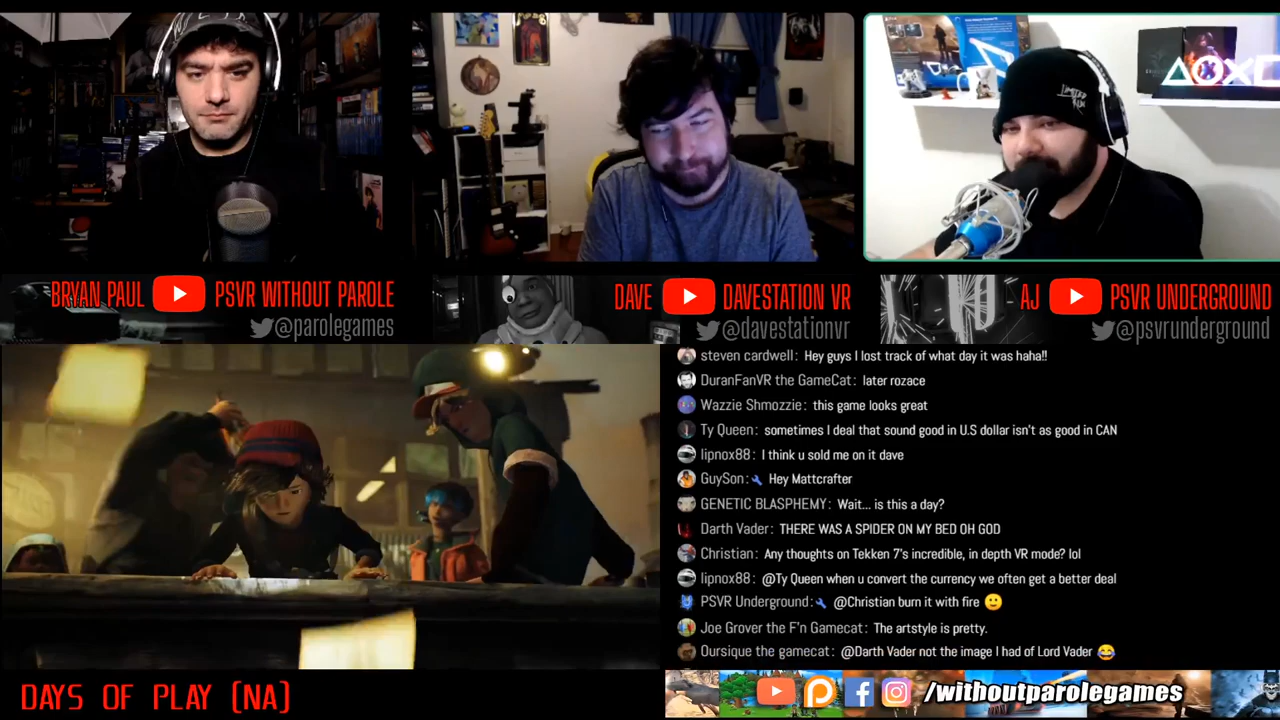 LIMITED RUN
BRYAN PAUL
PSVR WITHOUT PAROLE
@parolegames
DAVE
DAVESTATION VR
@davestationvr
AJ
PSVR UNDERGROUND
@psvrunderground
steven cardwell: Hey guys I lost track of what day it was haha!!
DuranFanVR the GameCat: later rozace
Wazzie Shmozzie: this game looks great
Ty Queen: sometimes I deal that sound good in U.S dollar isn't as good in CAN
lipnox88: I think u sold me on it dave
GuySon: Hey Mattcrafter
GENETIC BLASPHEMY: Wait... is this a day?
Darth Vader: THERE WAS A SPIDER ON MY BED OH GOD
Christian: Any thoughts on Tekken 7's incredible, in depth VR mode? lol
lipnox88: @Ty Queen when u convert the currency we often get a better deal
PSVR Underground: @Christian burn it with fire 🙂
Joe Grover the F'n Gamecat: The artstyle is pretty.
Oursique the gamecat: @Darth Vader not the image I had of Lord Vader 😂
DAYS OF PLAY (NA)
/withoutparolegames